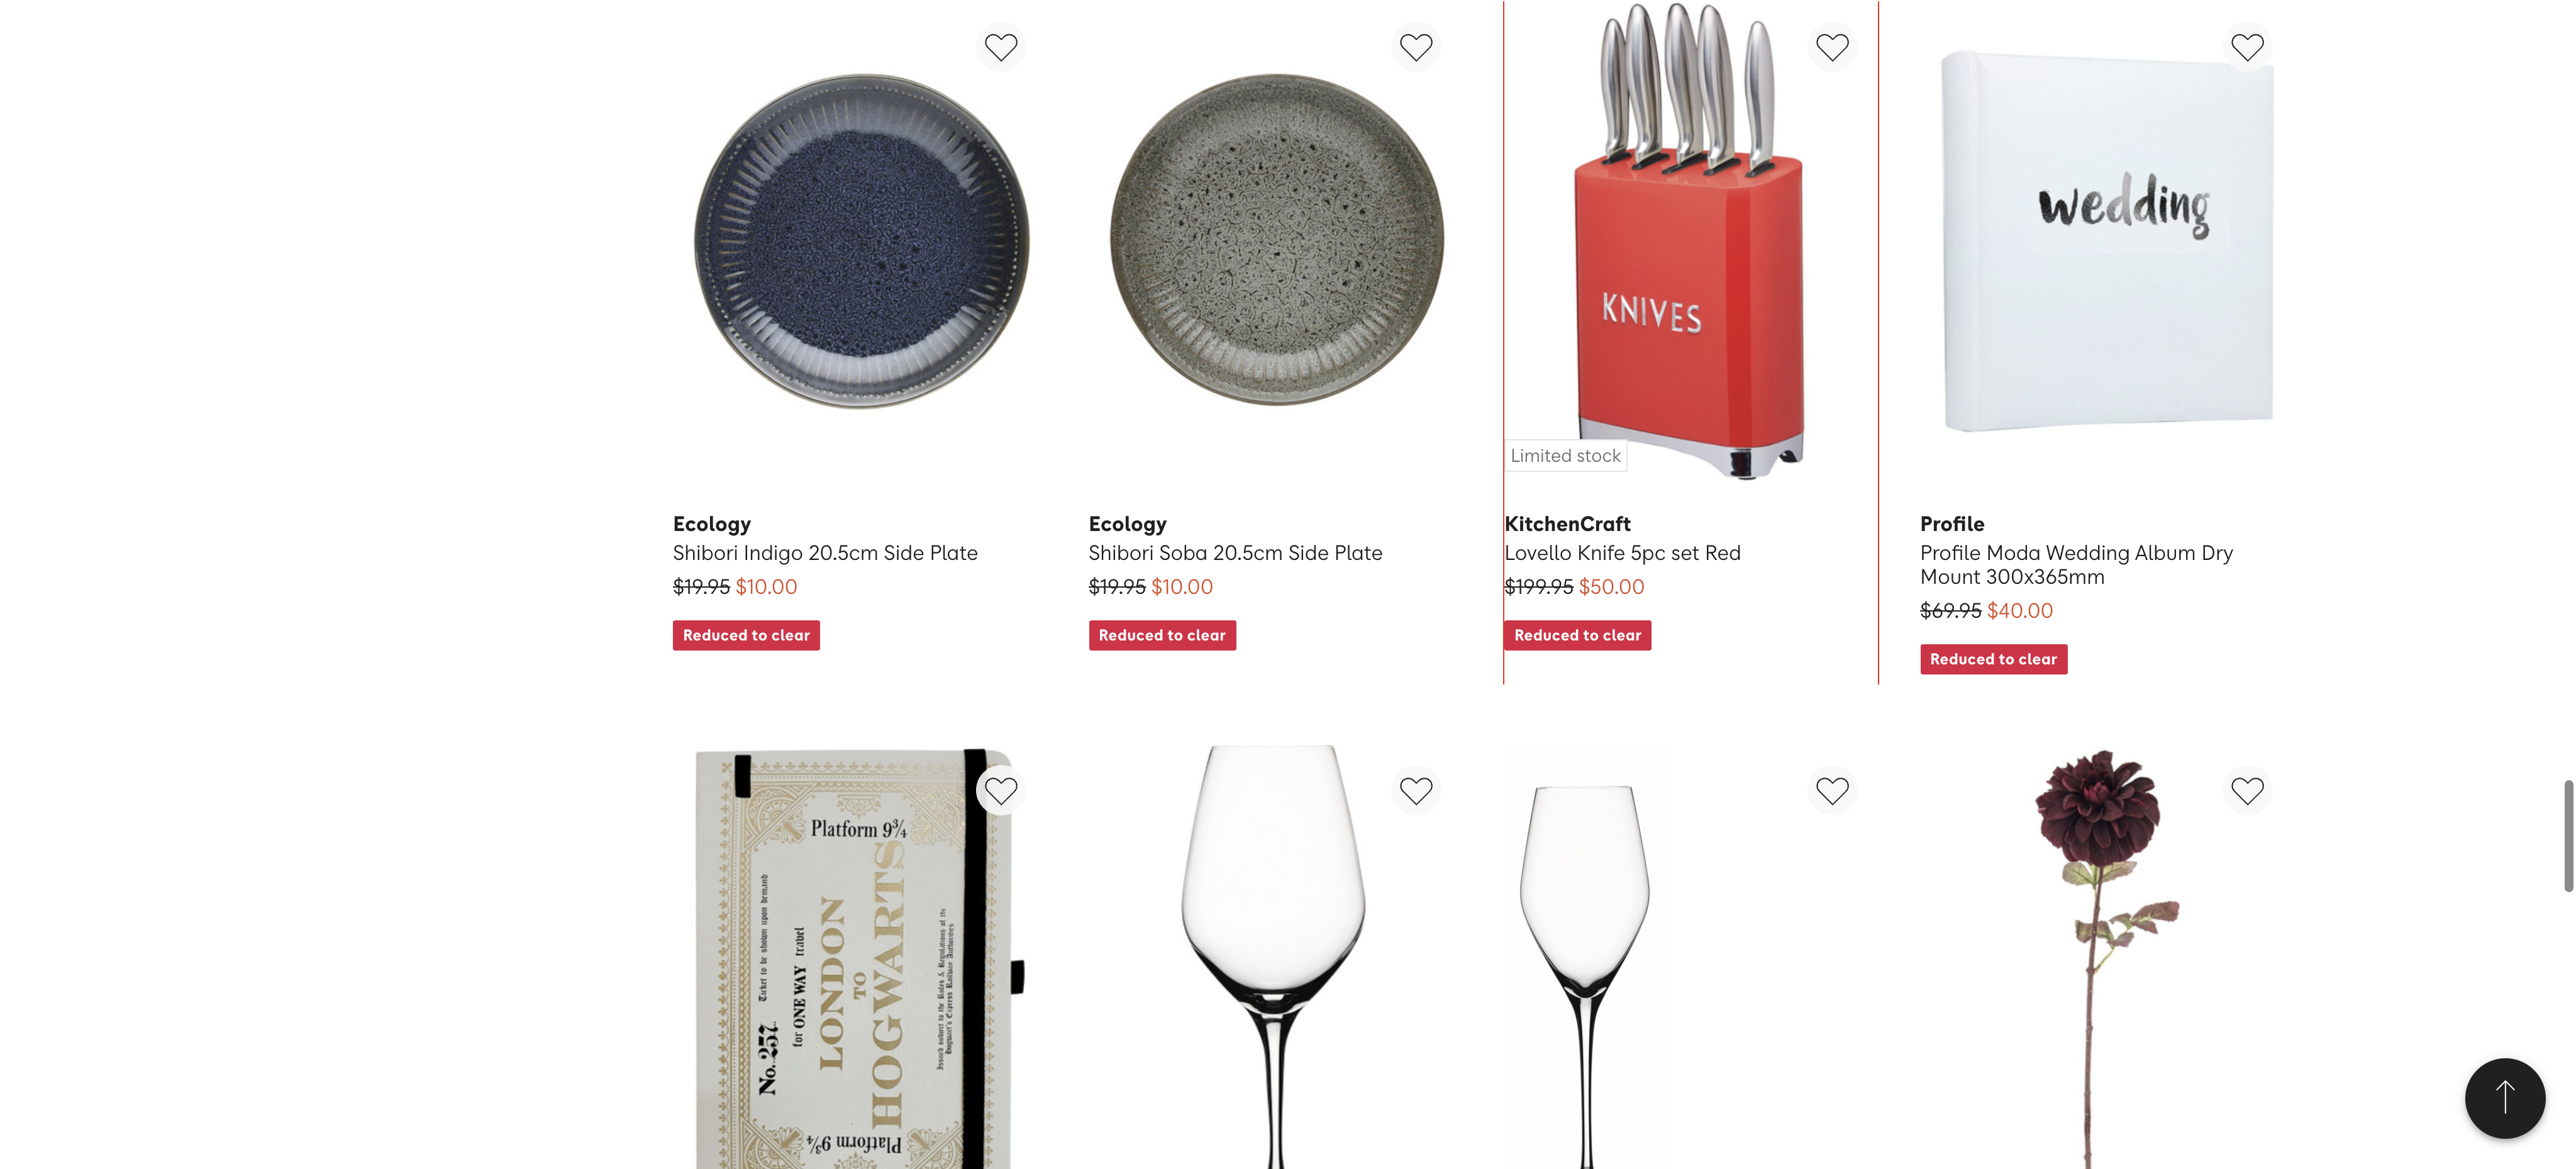 wedding
KNIVES
Limited stock
Ecology
Shibori Indigo 20.5cm Side Plate
$19.95 $10.00
Reduced to clear
Ecology
Shibori Soba 20.5cm Side Plate
$19.95 $10.00
Reduced to clear
KitchenCraft
Lovello Knife 5pc set Red
$199.95 $50.00
Reduced to clear
Profile
Profile Moda Wedding Album Dry
Mount 300x365mm
$69.95 $40.00
Reduced to clear
Platform 9¾
No. 257
Ticket to be shown upon demand
for ONE WAY travel
LONDON
TO
HOGWARTS
Issued subject to the Rules & Regulations of the
Hogwart's Express Railway Authorities
Platform 9¾